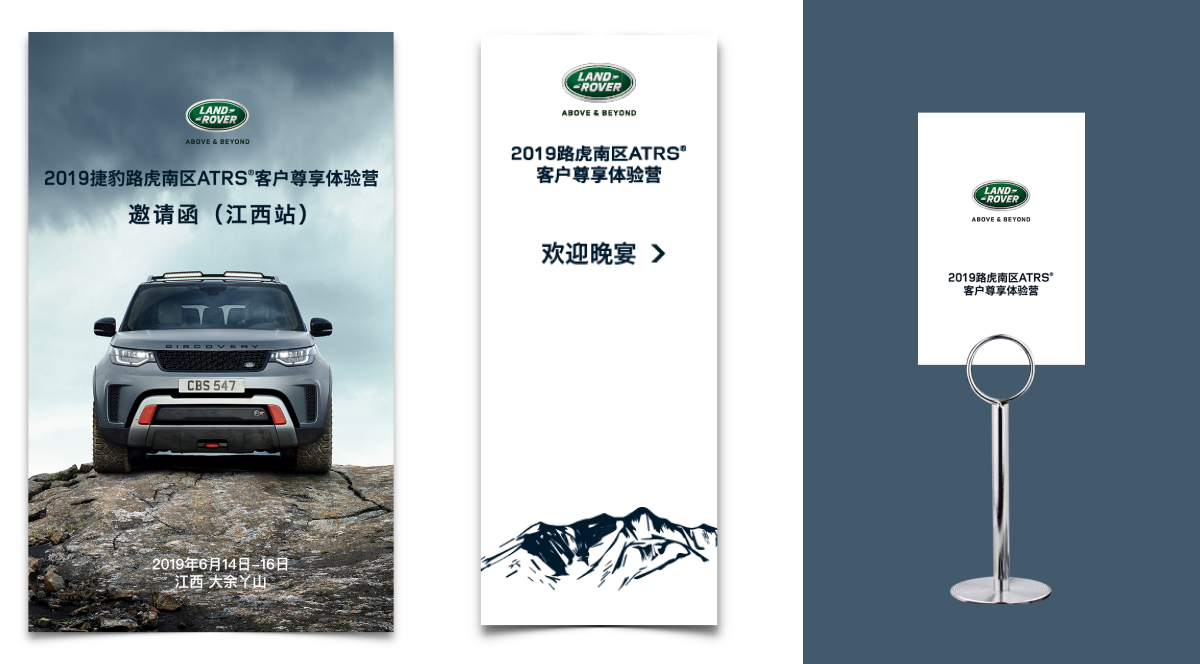 LAND-
-ROVER
ABOVE & BEYOND
2019捷豹路虎南区ATRS®客户尊享体验营
邀请函（江西站）
DISCOVERY
CBS 547
2019年6月14日-16日
江西·大余丫山
LAND-
-ROVER
ABOVE & BEYOND
2019路虎南区ATRS®
客户尊享体验营
欢迎晚宴 >
LAND-
-ROVER
ABOVE & BEYOND
2019路虎南区ATRS®
客户尊享体验营